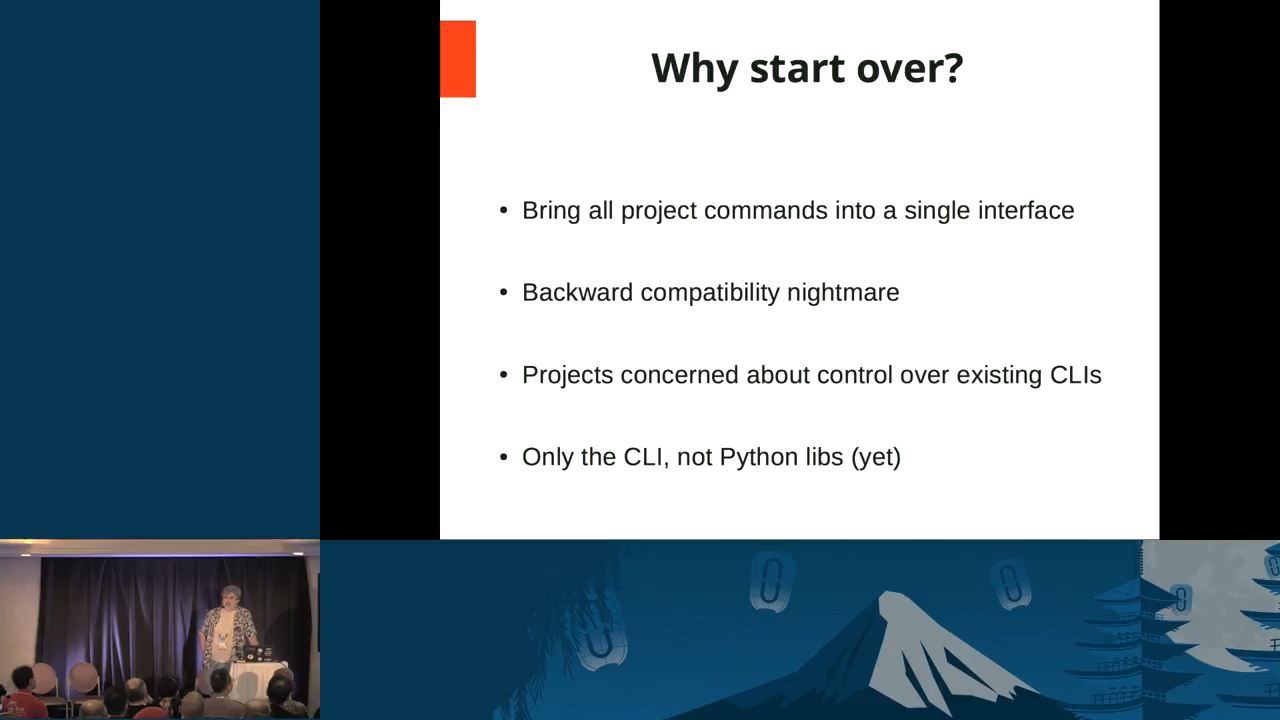 Why start over?
• Bring all project commands into a single interface
• Backward compatibility nightmare
• Projects concerned about control over existing CLIs
• Only the CLI, not Python libs (yet)